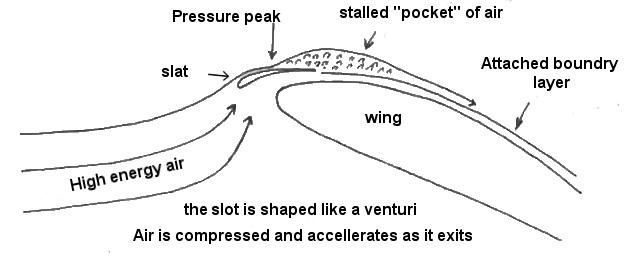 Pressure peak
stalled "pocket" of air
slat
Attached boundry
layer
wing
High energy air
the slot is shaped like a venturi
Air is compressed and accellerates as it exits